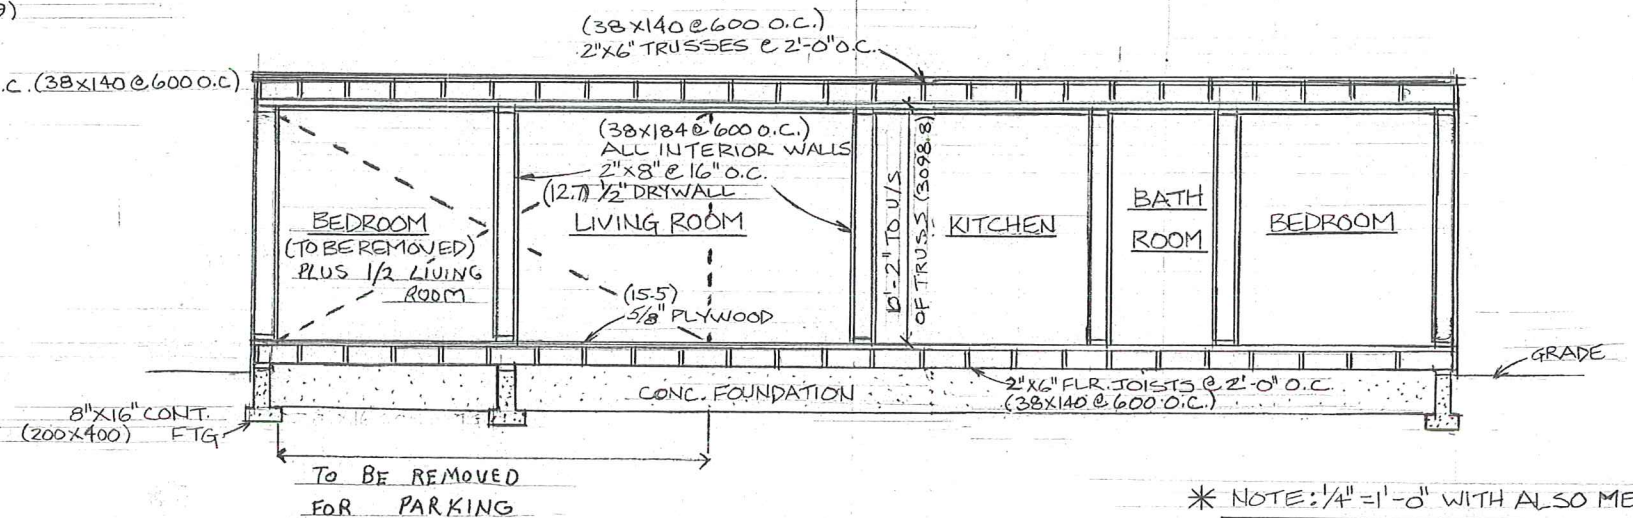 (38X140@600 O.C.)
2"X6" TRUSSES @ 2'-0" O.C.
.C. (38X140@600 O.C)
(38X184@600 O.C.)
ALL INTERIOR WALLS
2"X8" @ 16" O.C.
(12.7) 1/2" DRYWALL
BEDROOM
(TO BE REMOVED)
PLUS 1/2 LIVING
ROOM
LIVING ROOM
(15.5)
5/8" PLYWOOD
10'-2" TO U/S
OF TRUSS (3098.8)
KITCHEN
BATH
ROOM
BEDROOM
GRADE
CONC. FOUNDATION
2"X6" FLR. JOISTS @ 2'-0" O.C
(38X140@600 O.C.)
8"X16" CONT.
(200X400) FTG
TO BE REMOVED
FOR PARKING
* NOTE: 1/4"=1'-0" WITH ALSO ME